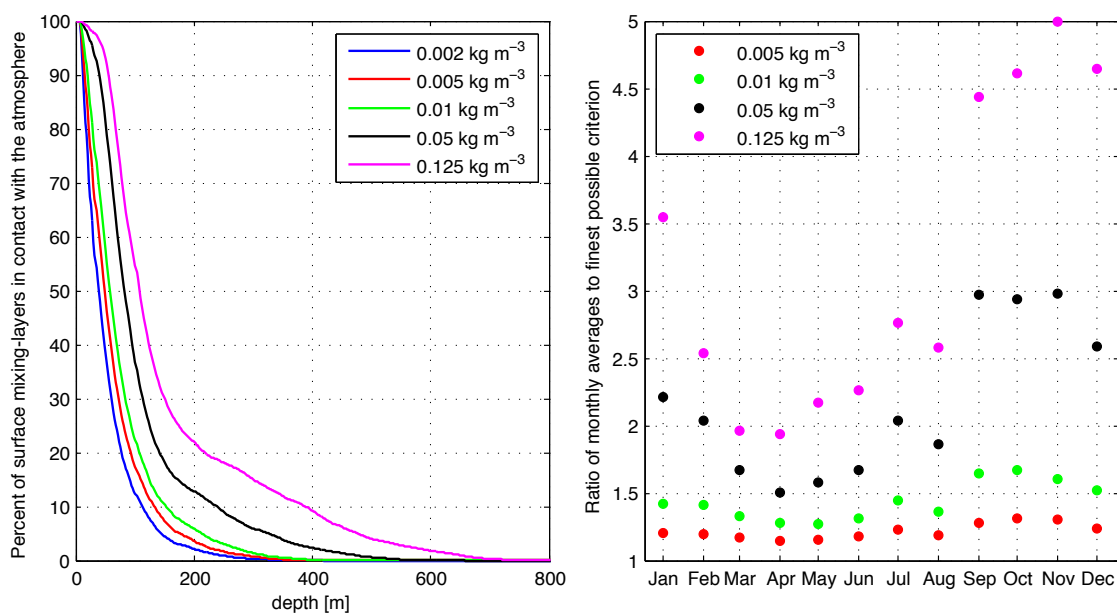 Percent of surface mixing-layers in contact with the atmosphere
100
90
80
70
60
50
40
30
20
10
0
0 200 400 600 800
depth [m]
0.002 kg m⁻³
0.005 kg m⁻³
0.01 kg m⁻³
0.05 kg m⁻³
0.125 kg m⁻³
Ratio of monthly averages to finest possible criterion
5
4.5
4
3.5
3
2.5
2
1.5
1
Jan Feb Mar Apr May Jun Jul Aug Sep Oct Nov Dec
0.005 kg m⁻³
0.01 kg m⁻³
0.05 kg m⁻³
0.125 kg m⁻³